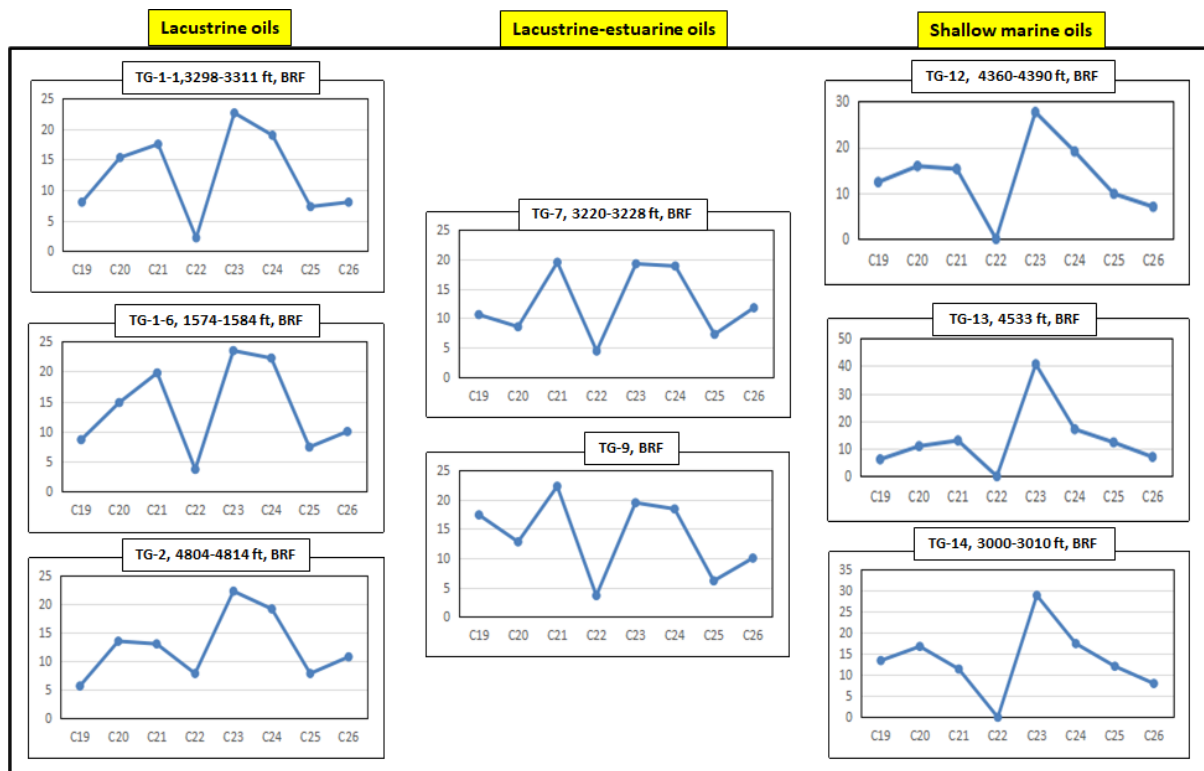 Lacustrine oils
TG-1-1,3298-3311 ft, BRF
25
20
15
10
5
0
C19 C20 C21 C22 C23 C24 C25 C26
TG-1-6, 1574-1584 ft, BRF
25
20
15
10
5
0
C19 C20 C21 C22 C23 C24 C25 C26
TG-2, 4804-4814 ft, BRF
25
20
15
10
5
0
C19 C20 C21 C22 C23 C24 C25 C26
Lacustrine-estuarine oils
TG-7, 3220-3228 ft, BRF
25
20
15
10
5
0
C19 C20 C21 C22 C23 C24 C25 C26
TG-9, BRF
25
20
15
10
5
0
C19 C20 C21 C22 C23 C24 C25 C26
Shallow marine oils
TG-12, 4360-4390 ft, BRF
30
20
10
0
C19 C20 C21 C22 C23 C24 C25 C26
TG-13, 4533 ft, BRF
50
40
30
20
10
0
C19 C20 C21 C22 C23 C24 C25 C26
TG-14, 3000-3010 ft, BRF
35
30
25
20
15
10
5
0
C19 C20 C21 C22 C23 C24 C25 C26